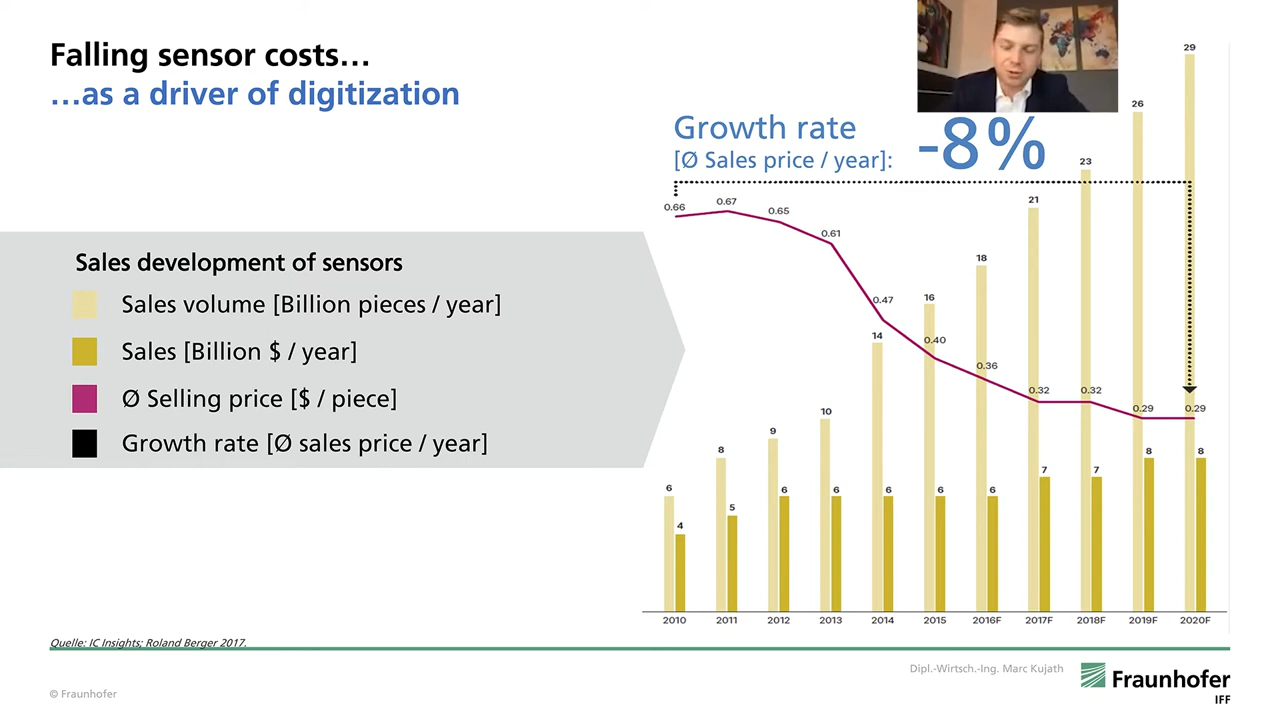 Falling sensor costs…
…as a driver of digitization
Growth rate
[Ø Sales price / year]:
-8%
Sales development of sensors
Sales volume [Billion pieces / year]
Sales [Billion $ / year]
Ø Selling price [$ / piece]
Growth rate [Ø sales price / year]
0.66 0.67 0.65 0.61 0.47 0.40 0.36 0.32 0.32 0.29 0.29
6 8 9 10 14 16 18 21 23 26 29
4 5 6 6 6 6 6 7 7 8 8
2010 2011 2012 2013 2014 2015 2016F 2017F 2018F 2019F 2020F
Quelle: IC Insights; Roland Berger 2017.
Dipl.-Wirtsch.-Ing. Marc Kujath
Fraunhofer
IFF
© Fraunhofer